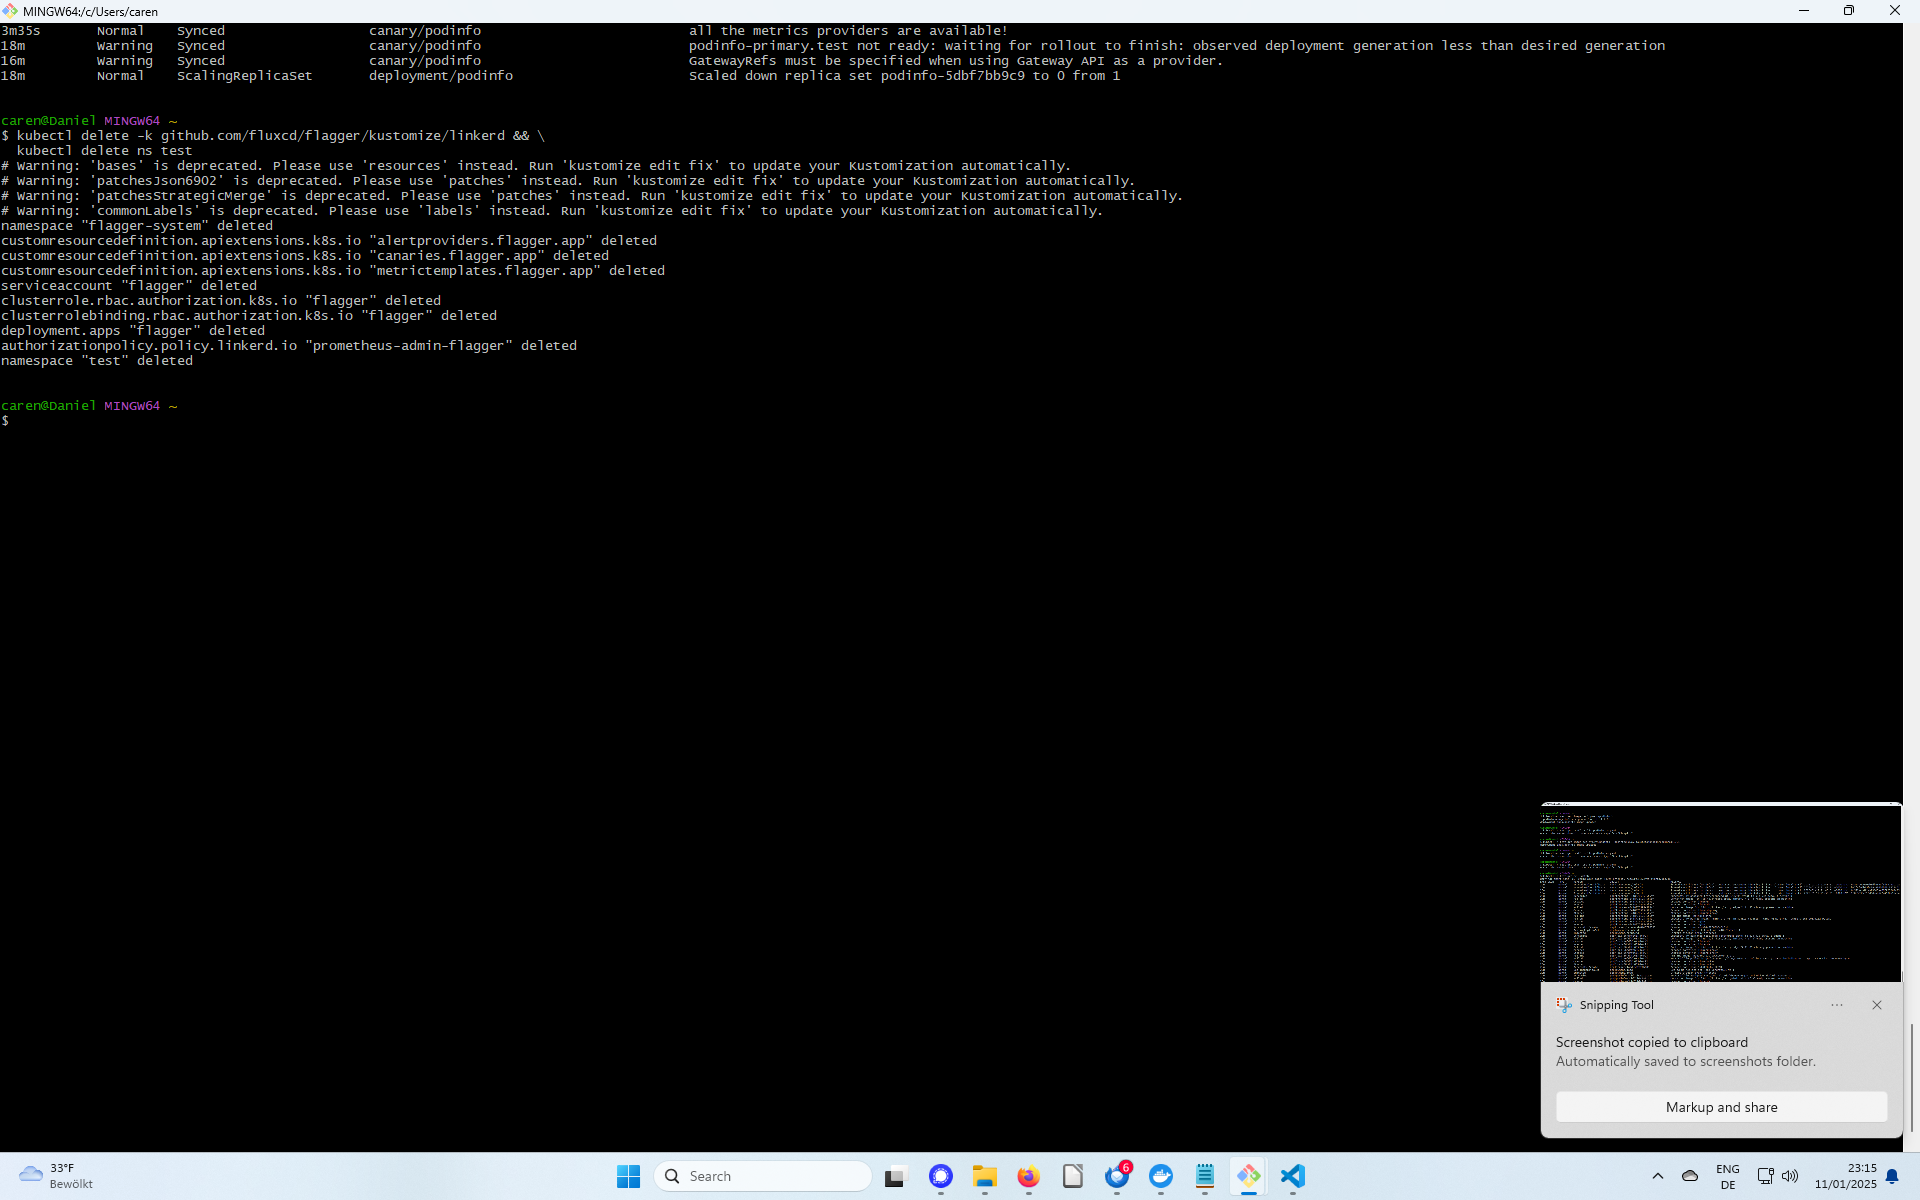 MINGW64:/c/Users/caren
3m35s Normal Synced canary/podinfo all the metrics providers are available!
18m Warning Synced canary/podinfo podinfo-primary.test not ready: waiting for rollout to finish: observed deployment generation less than desired generation
16m Warning Synced canary/podinfo GatewayRefs must be specified when using Gateway API as a provider.
18m Normal ScalingReplicaSet deployment/podinfo Scaled down replica set podinfo-5dbf7bb9c9 to 0 from 1
caren@Daniel MINGW64 ~
$ kubectl delete -k github.com/fluxcd/flagger/kustomize/linkerd && \
kubectl delete ns test
# Warning: 'bases' is deprecated. Please use 'resources' instead. Run 'kustomize edit fix' to update your Kustomization automatically.
# Warning: 'patchesJson6902' is deprecated. Please use 'patches' instead. Run 'kustomize edit fix' to update your Kustomization automatically.
# Warning: 'patchesStrategicMerge' is deprecated. Please use 'patches' instead. Run 'kustomize edit fix' to update your Kustomization automatically.
# Warning: 'commonLabels' is deprecated. Please use 'labels' instead. Run 'kustomize edit fix' to update your Kustomization automatically.
namespace "flagger-system" deleted
customresourcedefinition.apiextensions.k8s.io "alertproviders.flagger.app" deleted
customresourcedefinition.apiextensions.k8s.io "canaries.flagger.app" deleted
customresourcedefinition.apiextensions.k8s.io "metrictemplates.flagger.app" deleted
serviceaccount "flagger" deleted
clusterrole.rbac.authorization.k8s.io "flagger" deleted
clusterrolebinding.rbac.authorization.k8s.io "flagger" deleted
deployment.apps "flagger" deleted
authorizationpolicy.policy.linkerd.io "prometheus-admin-flagger" deleted
namespace "test" deleted
caren@Daniel MINGW64 ~
$
Snipping Tool
Screenshot copied to clipboard
Automatically saved to screenshots folder.
Markup and share
33°F
Bewölkt
Search
6
ENG
DE
23:15
11/01/2025